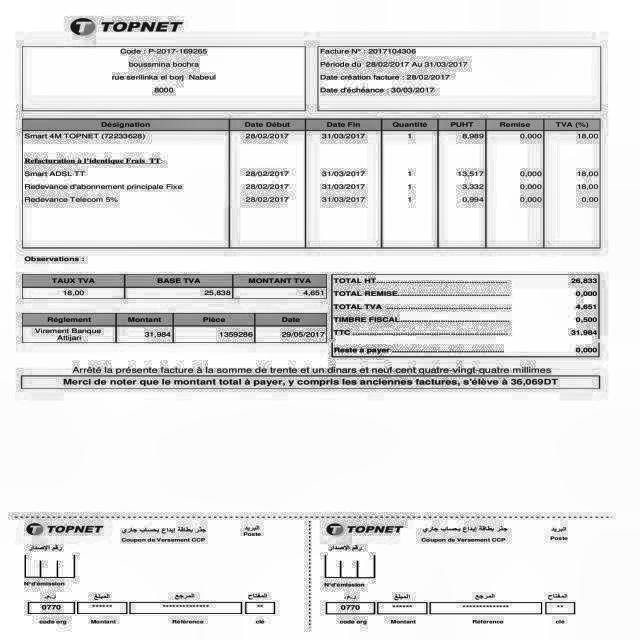 TOPNET
Code : P-2017-169265
boussmina bochra
rue serilinka el borj Nabeul
8000
Facture N° : 2017104306
Période du 28/02/2017 Au 31/03/2017
Date création facture : 28/02/2017
Date d'échéance : 30/03/2017
Désignation Date Début Date Fin Quantité PUHT Remise TVA (%)
Smart 4M TOPNET (72233628) 28/02/2017 31/03/2017 1 8,989 0,000 18,00
Refacturation à l'identique Frais TT:
Smart ADSL TT 28/02/2017 31/03/2017 1 13,517 0,000 18,00
Redevance d'abonnement principale Fixe 28/02/2017 31/03/2017 1 3,332 0,000 18,00
Redevance Telecom 5% 28/02/2017 31/03/2017 1 0,994 0,000 0,00
Observations :
TAUX TVA BASE TVA MONTANT TVA
18,00 25,838 4,651
Réglement Montant Pièce Date
Virement Banque Attijari 31,984 1359286 29/05/2017
TOTAL HT 26,833
TOTAL REMISE 0,000
TOTAL TVA 4,651
TIMBRE FISCAL 0,500
TTC 31,984
Reste a payer 0,000
Arrêté la présente facture à la somme de trente et un dinars et neuf cent quatre-vingt-quatre millimes
Merci de noter que le montant total à payer, y compris les anciennes factures, s'élève à 36,069DT
TOPNET جذر بطاقة إيداع بحساب جاري البريد
Coupon de Versement CCP Poste
رقم الإصدار
N°d'émission
ر.م. المبلغ المرجع المفتاح
0770 ****** ************** **
code org Montant Référence clé
TOPNET جذر بطاقة إيداع بحساب جاري البريد
Coupon de Versement CCP Poste
رقم الإصدار
N°d'émission
ر.م. المبلغ المرجع المفتاح
0770 ****** ************** **
code org Montant Référence clé